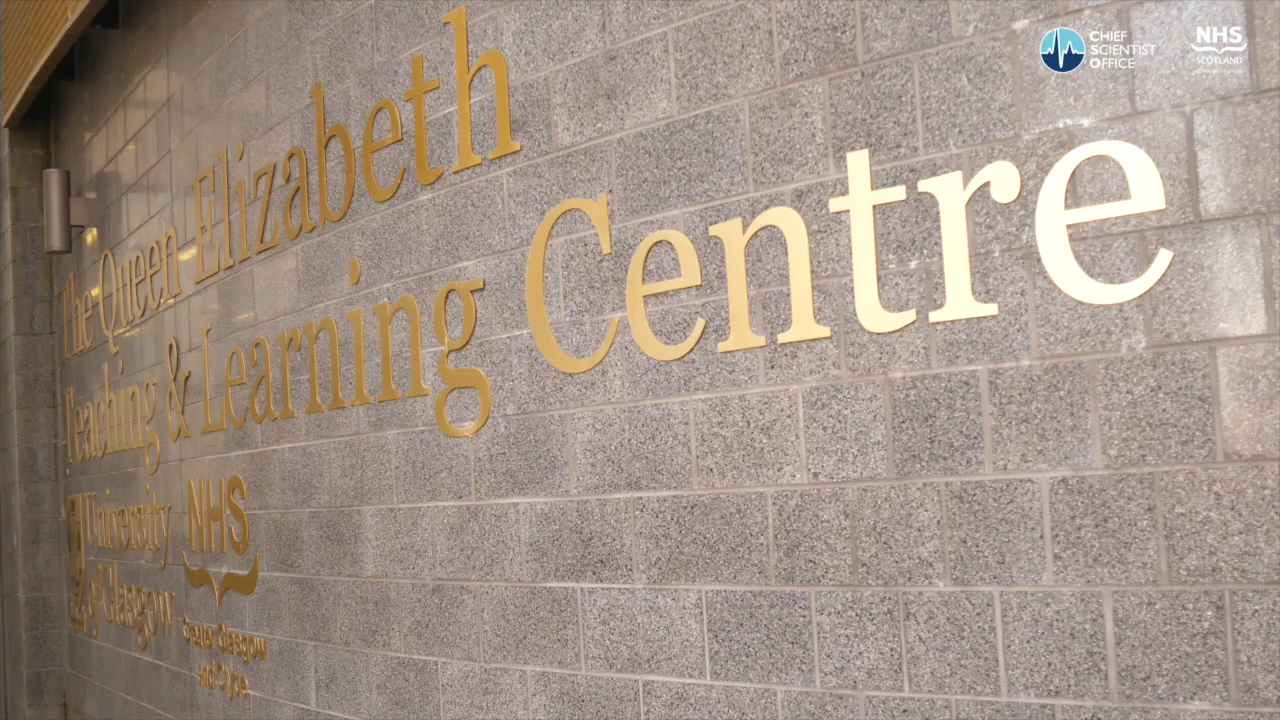 The Queen Elizabeth
Teaching & Learning Centre
University
of Glasgow
NHS
Greater Glasgow
and Clyde
CHIEF
SCIENTIST
OFFICE
NHS
SCOTLAND